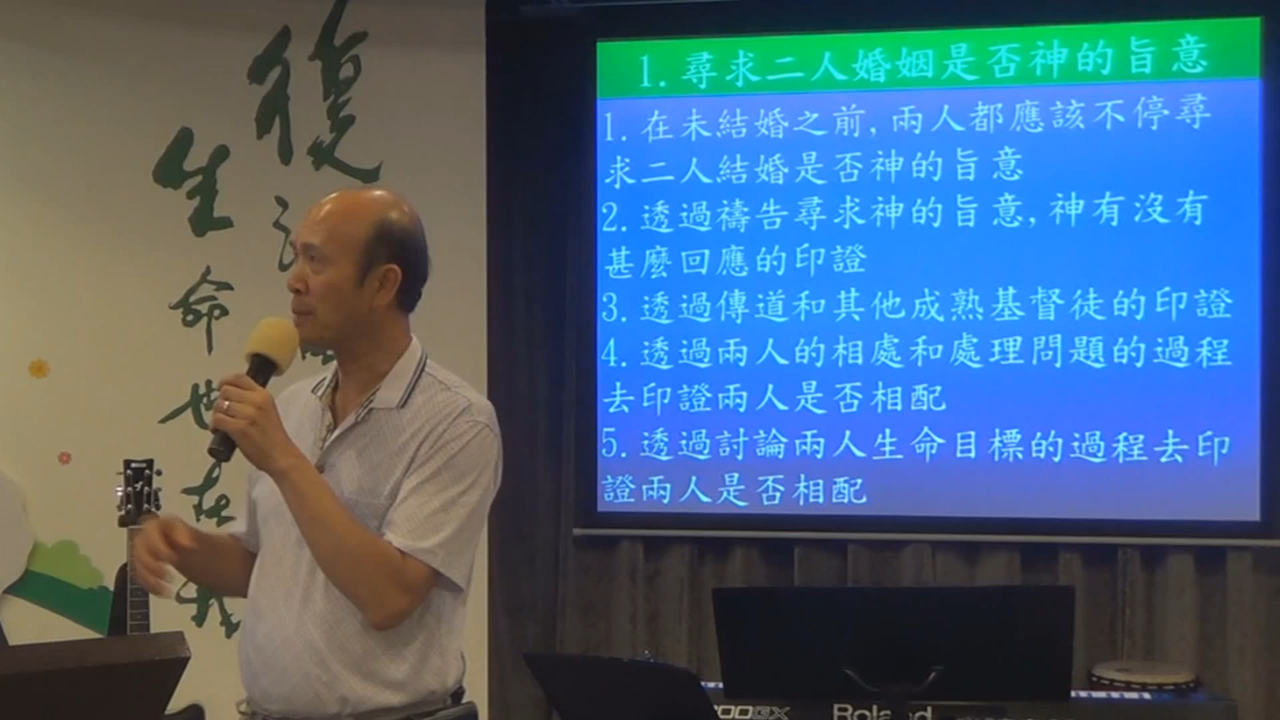 1.尋求二人婚姻是否神的旨意
1.在未結婚之前,兩人都應該不停尋
求二人結婚是否神的旨意
2.透過禱告尋求神的旨意,神有沒有
甚麼回應的印證
3.透過傳道和其他成熟基督徒的印證
4.透過兩人的相處和處理問題的過程
去印證兩人是否相配
5.透過討論兩人生命目標的過程去印
證兩人是否相配
復
生命也在
Roland